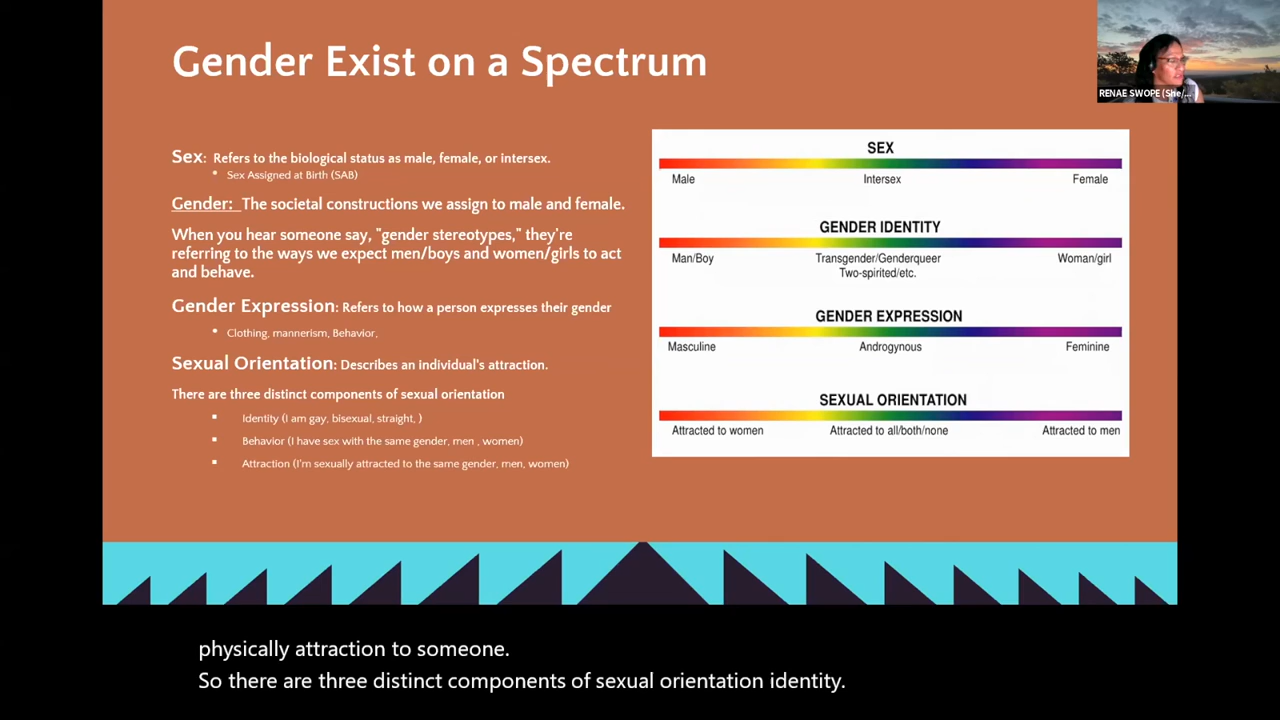 Gender Exist on a Spectrum
RENAE SWOPE (She/...
Sex: Refers to the biological status as male, female, or intersex.
• Sex Assigned at Birth (SAB)
Gender: The societal constructions we assign to male and female.
When you hear someone say, "gender stereotypes," they're
referring to the ways we expect men/boys and women/girls to act
and behave.
Gender Expression: Refers to how a person expresses their gender
• Clothing, mannerism, Behavior,
Sexual Orientation: Describes an individual's attraction.
There are three distinct components of sexual orientation
▪ Identity (I am gay, bisexual, straight, )
▪ Behavior (I have sex with the same gender, men , women)
▪ Attraction (I'm sexually attracted to the same gender, men, women)
SEX
Male Intersex Female
GENDER IDENTITY
Man/Boy Transgender/Genderqueer Woman/girl
Two-spirited/etc.
GENDER EXPRESSION
Masculine Androgynous Feminine
SEXUAL ORIENTATION
Attracted to women Attracted to all/both/none Attracted to men
physically attraction to someone.
So there are three distinct components of sexual orientation identity.